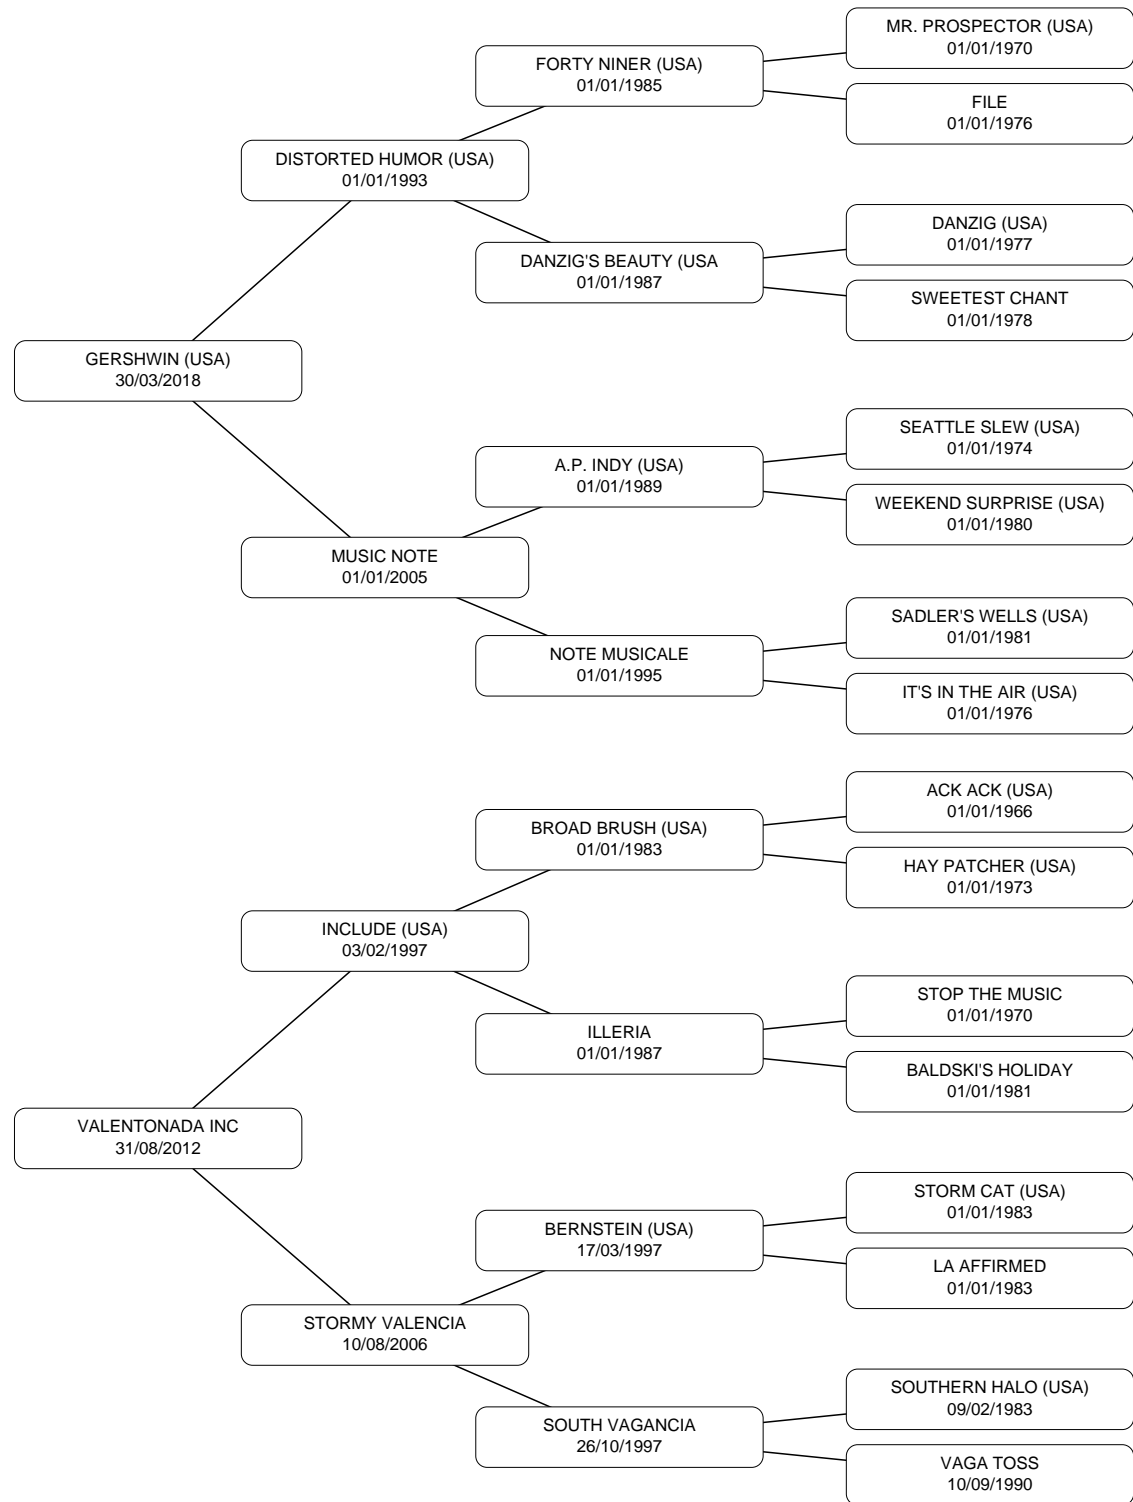 MR. PROSPECTOR (USA)
01/01/1970
FORTY NINER (USA)
01/01/1985
FILE
01/01/1976
DISTORTED HUMOR (USA)
01/01/1993
DANZIG (USA)
01/01/1977
DANZIG'S BEAUTY (USA
01/01/1987
SWEETEST CHANT
01/01/1978
GERSHWIN (USA)
30/03/2018
SEATTLE SLEW (USA)
01/01/1974
A.P. INDY (USA)
01/01/1989
WEEKEND SURPRISE (USA)
01/01/1980
MUSIC NOTE
01/01/2005
SADLER'S WELLS (USA)
01/01/1981
NOTE MUSICALE
01/01/1995
IT'S IN THE AIR (USA)
01/01/1976
ACK ACK (USA)
01/01/1966
BROAD BRUSH (USA)
01/01/1983
HAY PATCHER (USA)
01/01/1973
INCLUDE (USA)
03/02/1997
STOP THE MUSIC
01/01/1970
ILLERIA
01/01/1987
BALDSKI'S HOLIDAY
01/01/1981
VALENTONADA INC
31/08/2012
STORM CAT (USA)
01/01/1983
BERNSTEIN (USA)
17/03/1997
LA AFFIRMED
01/01/1983
STORMY VALENCIA
10/08/2006
SOUTHERN HALO (USA)
09/02/1983
SOUTH VAGANCIA
26/10/1997
VAGA TOSS
10/09/1990